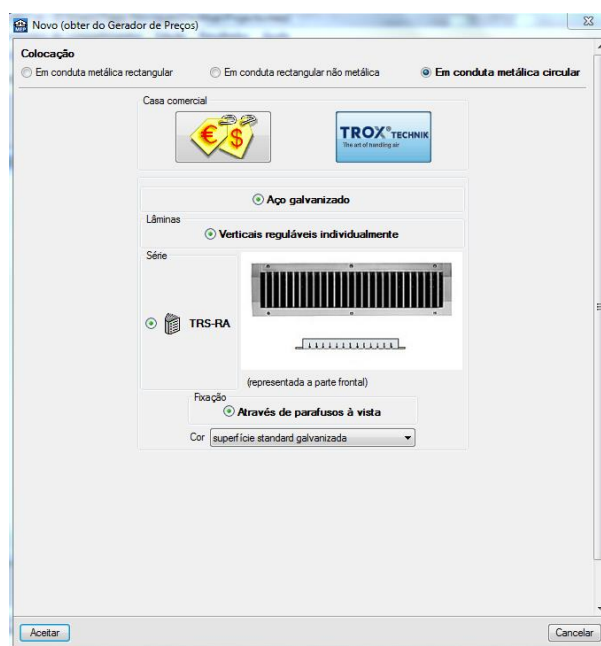 Novo (obter do Gerador de Preços)
Colocação
Em conduta metálica rectangular Em conduta rectangular não metálica Em conduta metálica circular
Casa comercial
€ $
TROX® TECHNIK
The art of handling air
Aço galvanizado
Lâminas
Verticais reguláveis individualmente
Série
TRS-RA
(representada a parte frontal)
Fixação
Através de parafusos à vista
Cor superfície standard galvanizada
Aceitar Cancelar